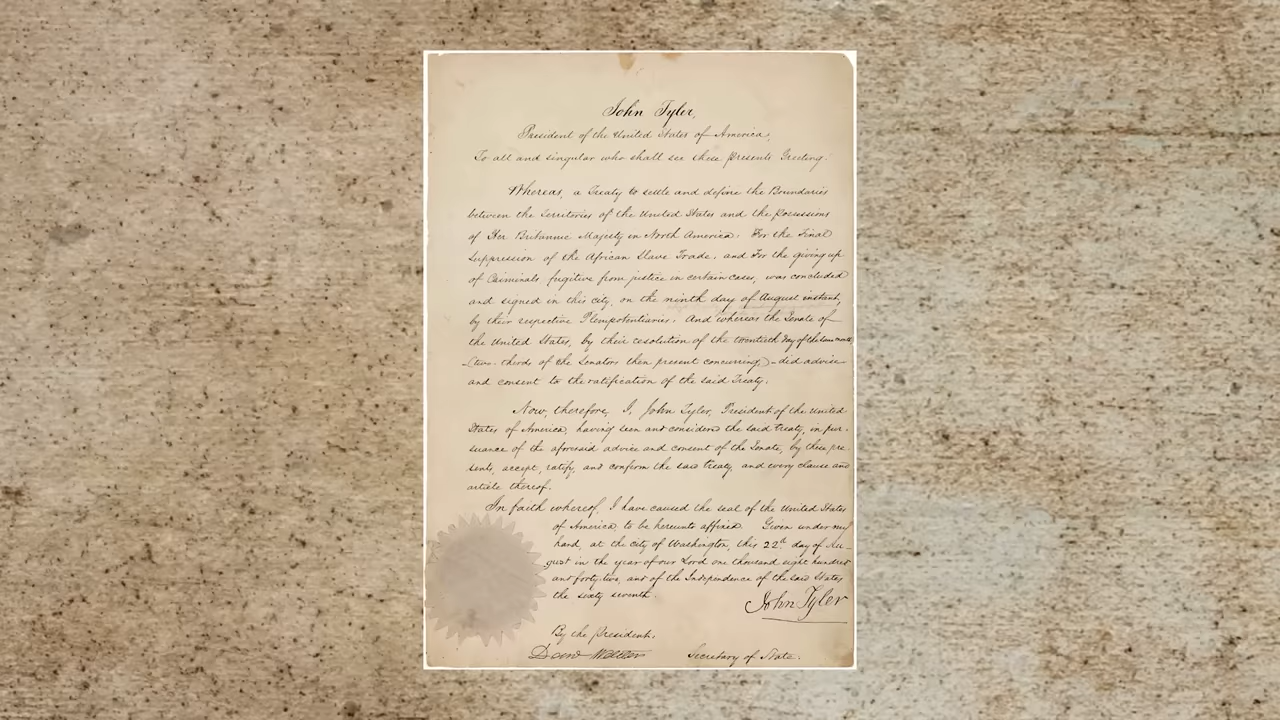 John Tyler,
President of the United States of America,
To all and singular who shall see these presents Greeting:
Whereas, a Treaty to settle and define the Boundaries
between the Territories of the United States and the possessions
of Her Britannic Majesty in North America: For the Final
Suppression of the African Slave Trade: and For the giving up
of Criminals fugitive from justice in certain cases, was concluded
and signed in this city, on the ninth day of August instant,
by their respective Plenipotentiaries: And whereas the Senate of
the United States, by their resolution of the twentieth day of the same month
(two-thirds of the Senators then present concurring,) did advise
and consent to the ratification of the said Treaty.
Now, therefore, I, John Tyler, President of the United
States of America, having seen and considered the said treaty, in pur-
suance of the aforesaid advice and consent of the Senate, by these pre-
sents, accept, ratify, and confirm the said treaty and every clause and
article thereof.
In faith whereof, I have caused the seal of the United States
of America to be hereunto affixed. Given under my
hand, at the city of Washington, this 22d day of Au-
gust in the year of our Lord one thousand eight hundred
and forty-two, and of the Independence of the said States
the sixty seventh.
John Tyler
By the President:
Secretary of State.